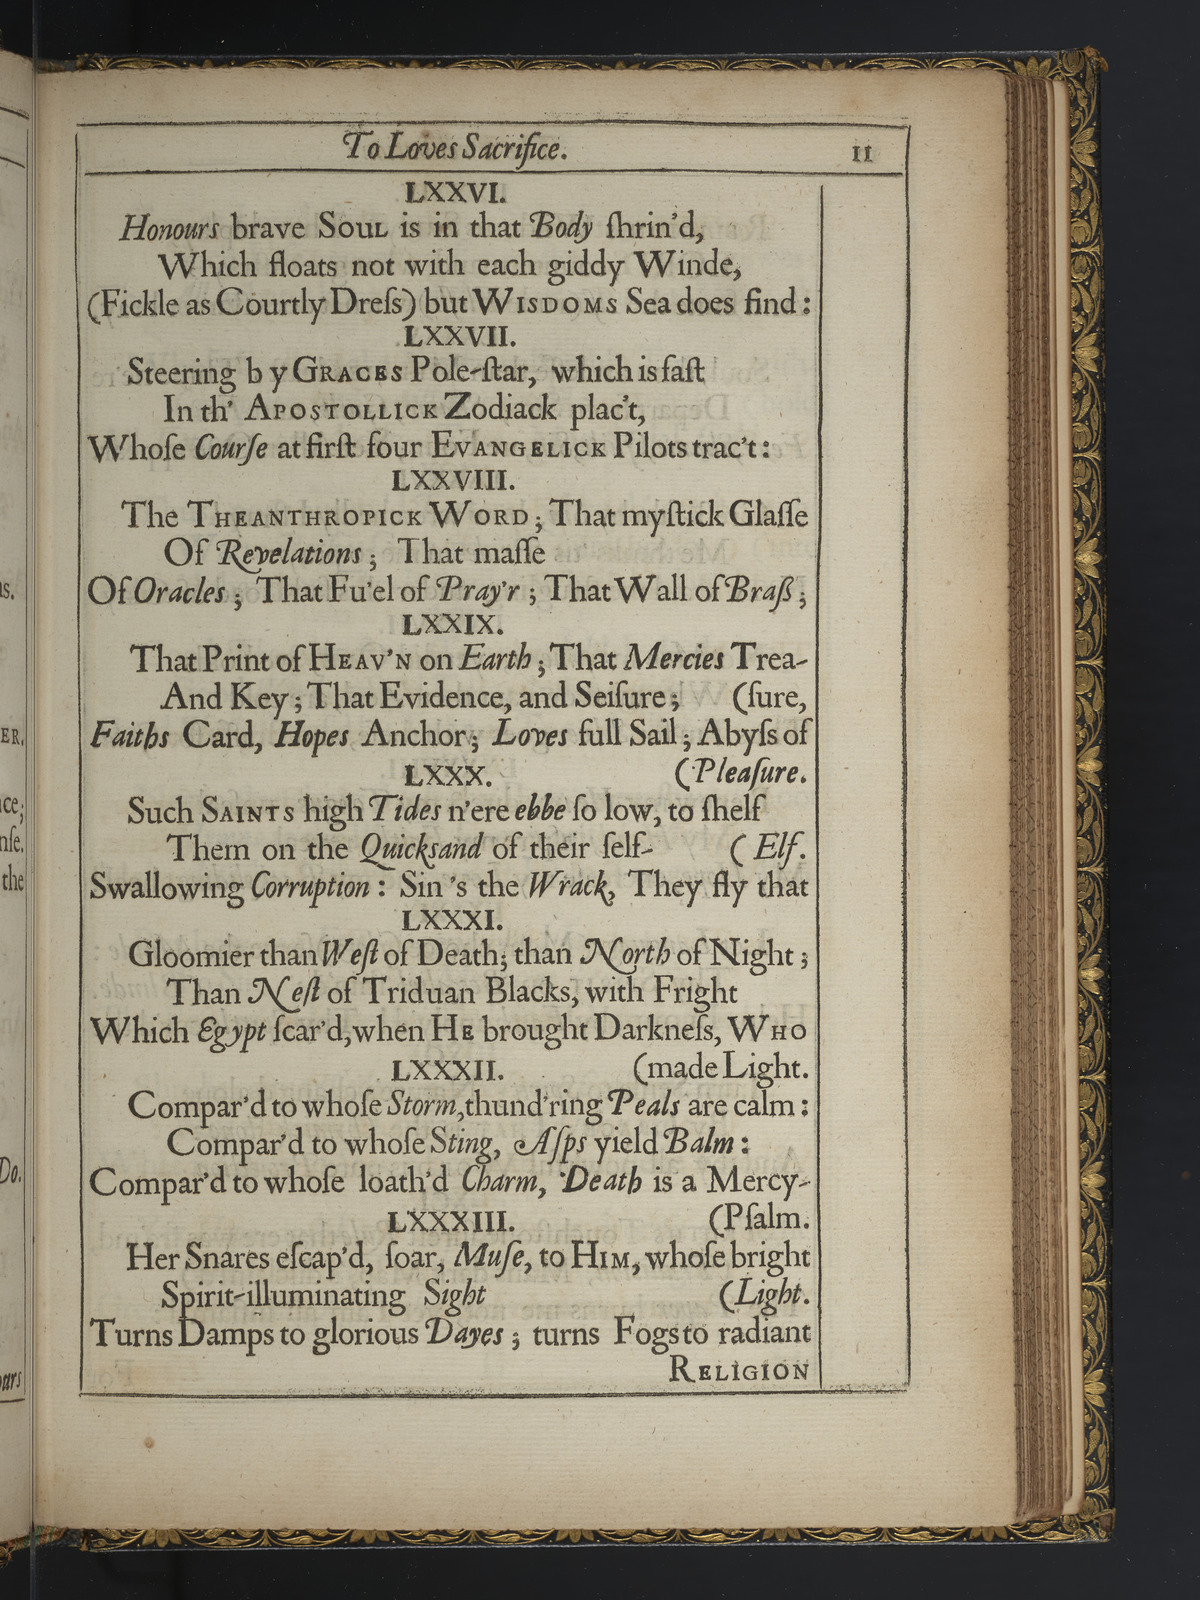 To Loves Sacrifice. 11
LXXVI.
Honours brave SOUL is in that Body ſhrin'd,
Which floats not with each giddy Winde,
(Fickle as Courtly Dreſs) but WISDOMS Sea does find:
LXXVII.
Steering b y GRACES Pole-ſtar, which is faſt
In th' APOSTOLLICK Zodiack plac't,
Whoſe Courſe at firſt four EVANGELICK Pilots trac't:
LXXVIII.
The THEANTHROPICK WORD; That myſtick Glaſſe
Of Revelations; That maſſe
Of Oracles; That Fu'el of Pray'r; That Wall of Braß;
LXXIX.
That Print of HEAV'N on Earth; That Mercies Trea-
And Key; That Evidence, and Seiſure; (ſure,
Faiths Card, Hopes Anchor; Loves full Sail; Abyſs of
LXXX. (Pleaſure.
Such SAINTS high Tides n'ere ebbe ſo low, to ſhelf
Them on the Quickſand of their ſelf- (Elf.
Swallowing Corruption: Sin 's the Wrack, They fly that
LXXXI.
Gloomier than Weſt of Death; than North of Night;
Than Neſt of Triduan Blacks, with Fright
Which Egypt ſcar'd, when HE brought Darkneſs, WHO
LXXXII. (made Light.
Compar'd to whoſe Storm, thund'ring Peals are calm:
Compar'd to whoſe Sting, Aſps yield Balm:
Compar'd to whoſe loath'd Charm, Death is a Mercy-
LXXXIII. (Pſalm.
Her Snares eſcap'd, ſoar, Muſe, to HIM, whoſe bright
Spirit-illuminating Sight (Light.
Turns Damps to glorious Dayes; turns Fogs to radiant
RELIGION